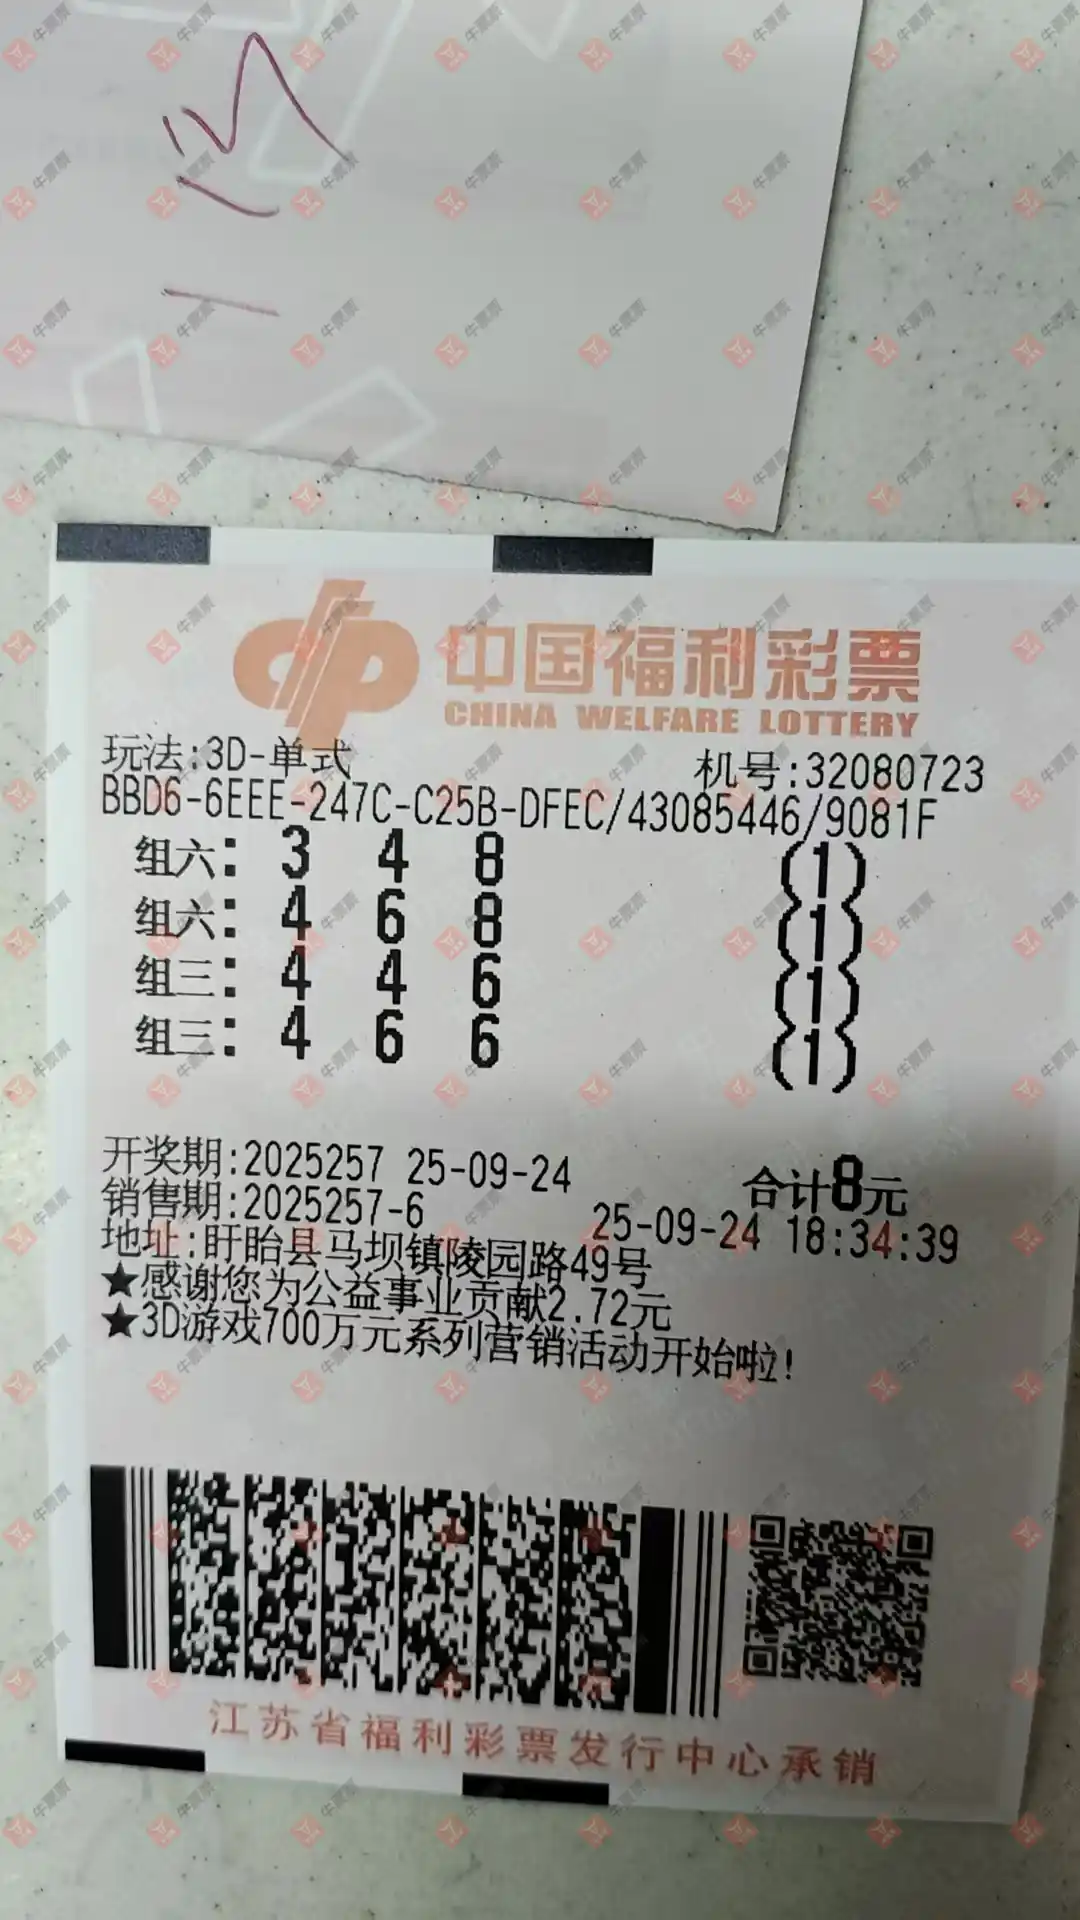 中国福利彩票
CHINA WELFARE LOTTERY
玩法:3D-单式 机号:32080723
BBD6-6EEE-247C-C25B-DFEC/43085446/9081F
组六: 3 4 8 (1)
组六: 4 6 8 (1)
组三: 4 4 6 (1)
组三: 4 6 6 (1)
开奖期:2025257 25-09-24 合计8元
销售期:2025257-6 25-09-24 18:34:39
地址:盱眙县马坝镇陵园路49号
★感谢您为公益事业贡献2.72元
★3D游戏700万元系列营销活动开始啦!
江苏省福利彩票发行中心承销
牛票票